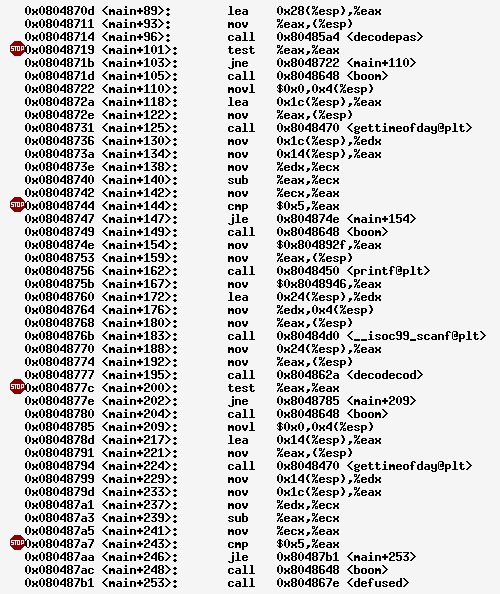 0x0804870d <main+89>: lea 0x28(%esp),%eax
0x08048711 <main+93>: mov %eax,(%esp)
0x08048714 <main+96>: call 0x80485a4 <decodepas>
STOP 0x08048719 <main+101>: test %eax,%eax
0x0804871b <main+103>: jne 0x8048722 <main+110>
0x0804871d <main+105>: call 0x8048648 <boom>
0x08048722 <main+110>: movl $0x0,0x4(%esp)
0x0804872a <main+118>: lea 0x1c(%esp),%eax
0x0804872e <main+122>: mov %eax,(%esp)
0x08048731 <main+125>: call 0x8048470 <gettimeofday@plt>
0x08048736 <main+130>: mov 0x1c(%esp),%edx
0x0804873a <main+134>: mov 0x14(%esp),%eax
0x0804873e <main+138>: mov %edx,%ecx
0x08048740 <main+140>: sub %eax,%ecx
0x08048742 <main+142>: mov %ecx,%eax
STOP 0x08048744 <main+144>: cmp $0x5,%eax
0x08048747 <main+147>: jle 0x804874e <main+154>
0x08048749 <main+149>: call 0x8048648 <boom>
0x0804874e <main+154>: mov $0x804892f,%eax
0x08048753 <main+159>: mov %eax,(%esp)
0x08048756 <main+162>: call 0x8048450 <printf@plt>
0x0804875b <main+167>: mov $0x8048946,%eax
0x08048760 <main+172>: lea 0x24(%esp),%edx
0x08048764 <main+176>: mov %edx,0x4(%esp)
0x08048768 <main+180>: mov %eax,(%esp)
0x0804876b <main+183>: call 0x80484d0 <__isoc99_scanf@plt>
0x08048770 <main+188>: mov 0x24(%esp),%eax
0x08048774 <main+192>: mov %eax,(%esp)
0x08048777 <main+195>: call 0x804862a <decodecod>
STOP 0x0804877c <main+200>: test %eax,%eax
0x0804877e <main+202>: jne 0x8048785 <main+209>
0x08048780 <main+204>: call 0x8048648 <boom>
0x08048785 <main+209>: movl $0x0,0x4(%esp)
0x0804878d <main+217>: lea 0x14(%esp),%eax
0x08048791 <main+221>: mov %eax,(%esp)
0x08048794 <main+224>: call 0x8048470 <gettimeofday@plt>
0x08048799 <main+229>: mov 0x14(%esp),%edx
0x0804879d <main+233>: mov 0x1c(%esp),%eax
0x080487a1 <main+237>: mov %edx,%ecx
0x080487a3 <main+239>: sub %eax,%ecx
0x080487a5 <main+241>: mov %ecx,%eax
STOP 0x080487a7 <main+243>: cmp $0x5,%eax
0x080487aa <main+246>: jle 0x80487b1 <main+253>
0x080487ac <main+248>: call 0x8048648 <boom>
0x080487b1 <main+253>: call 0x804867e <defused>